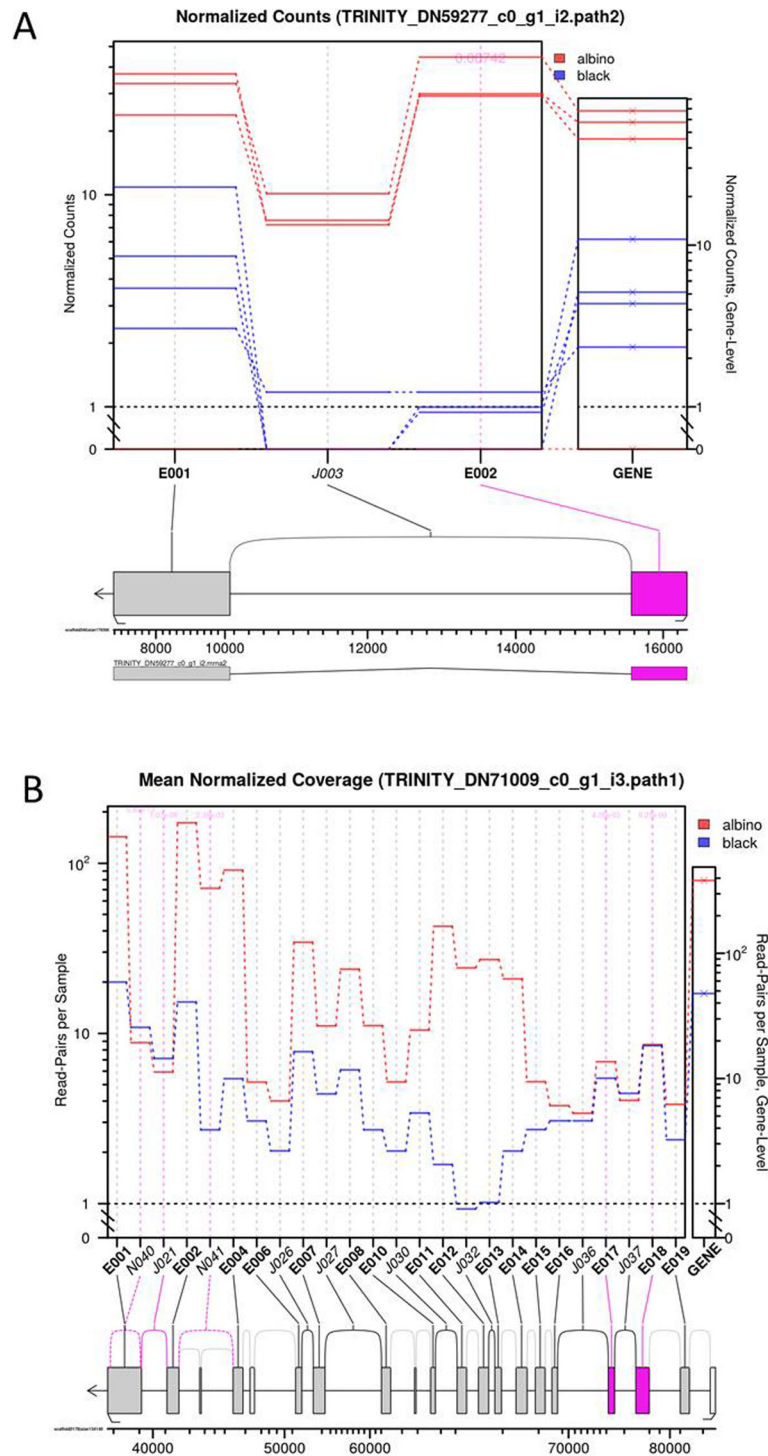 A
Normalized Counts (TRINITY_DN59277_c0_g1_i2.path2)
albino
black
10
1
0
Normalized Counts
10
1
0
Normalized Counts, Gene-Level
E001 J003 E002 GENE
8000 10000 12000 14000 16000
TRINITY_DN59277_c0_g1_i2.mrna2
B
Mean Normalized Coverage (TRINITY_DN71009_c0_g1_i3.path1)
albino
black
10²
10
1
0
Read-Pairs per Sample
10²
10
1
0
Read-Pairs per Sample, Gene-Level
E001 N040 J021 E002 N041 E004 E006 J026 E007 J027 E008 E010 J030 E011 E012 J032 E013 E014 E015 E016 J036 E017 J037 E018 E019 GENE
40000 50000 60000 70000 300000